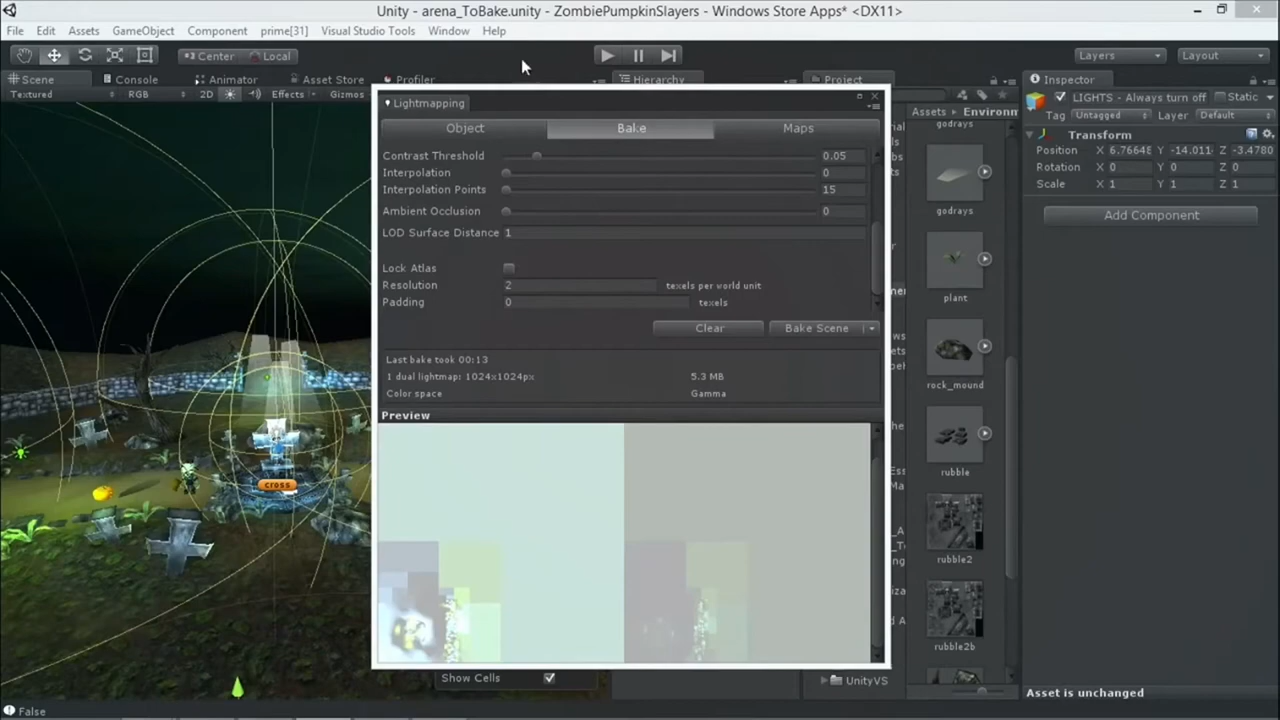 Unity - arena_ToBake.unity - ZombiePumpkinSlayers - Windows Store Apps* <DX11>
File Edit Assets GameObject Component prime[31] Visual Studio Tools Window Help
Center Local Layers Layout
Scene Console Animator Asset Store Profiler Hierarchy Project Inspector
Textured RGB 2D Effects Gizmos
Lightmapping
Object Bake Maps
Contrast Threshold 0.05
Interpolation 0
Interpolation Points 15
Ambient Occlusion 0
LOD Surface Distance 1
Lock Atlas
Resolution 2 texels per world unit
Padding 0 texels
Clear Bake Scene
Last bake took 00:13
1 dual lightmap: 1024x1024px 5.3 MB
Color space Gamma
Preview
cross
Show Cells
Assets Environm
godrays
godrays
plant
rock_mound
rubble
rubble2
rubble2b
UnityVS
LIGHTS - Always turn off Static
Tag Untagged Layer Default
Transform
Position X 6.76648 Y -14.011 Z -3.4780
Rotation X 0 Y 0 Z 0
Scale X 1 Y 1 Z 1
Add Component
Asset is unchanged
False